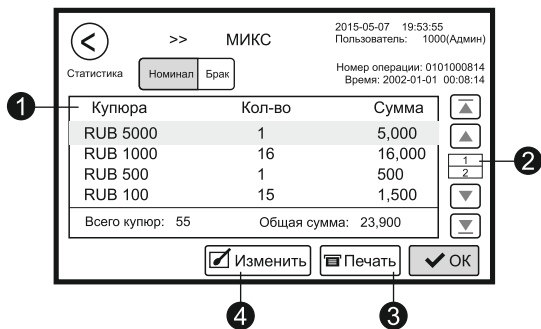 >> МИКС
2015-05-07 19:53:55
Пользователь: 1000(Админ)
Статистика Номинал Брак
Номер операции: 0101000814
Время: 2002-01-01 00:08:14
1
Купюра Кол-во Сумма
RUB 5000 1 5,000
RUB 1000 16 16,000
RUB 500 1 500
RUB 100 15 1,500
1
2
2
Всего купюр: 55 Общая сумма: 23,900
Изменить Печать ОК
4 3